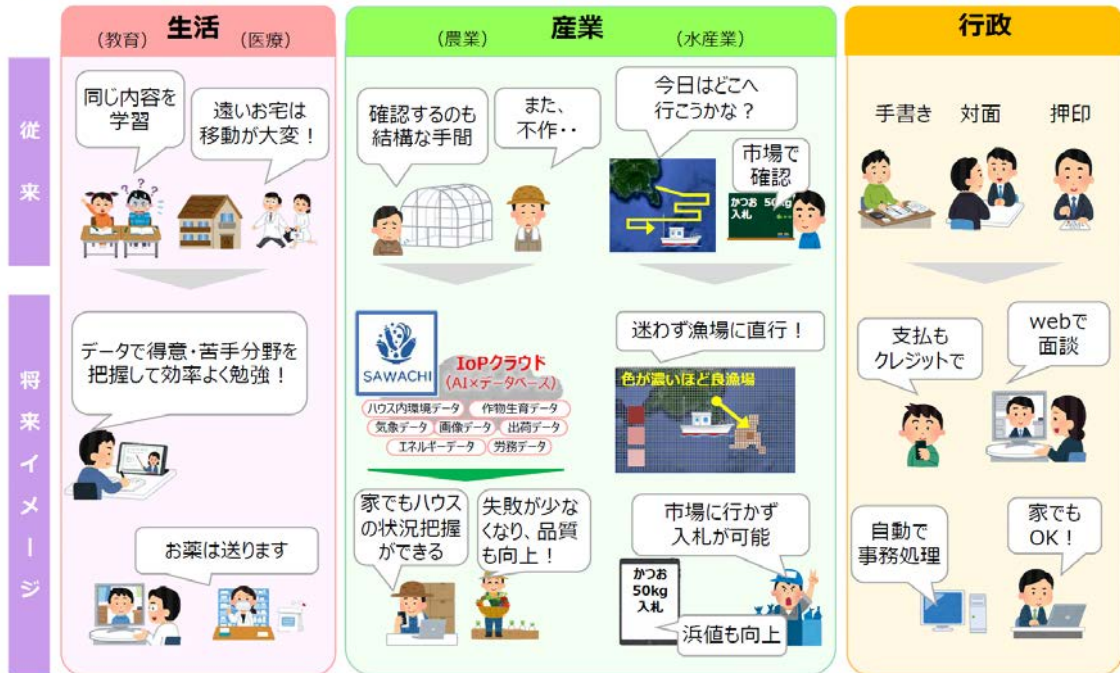 生活
（教育）
（医療）
産業
（農業）
（水産業）
行政
従来
同じ内容を
学習
？？？
遠いお宅は
移動が大変！
確認するのも
結構な手間
また、
不作・・
今日はどこへ
行こうかな？
市場で
確認
かつお 50kg
入札
手書き
対面
押印
将来イメージ
データで得意・苦手分野を
把握して効率よく勉強！
お薬は送ります
SAWACHI
IoPクラウド
（AI×データベース）
ハウス内環境データ
作物生育データ
気象データ
画像データ
出荷データ
エネルギーデータ
労務データ
家でもハウス
の状況把握
ができる
失敗が少な
くなり、品質
も向上！
迷わず漁場に直行！
色が濃いほど良漁場
市場に行かず
入札が可能
かつお
50kg
入札
浜値も向上
支払も
クレジットで
webで
面談
自動で
事務処理
家でも
OK！